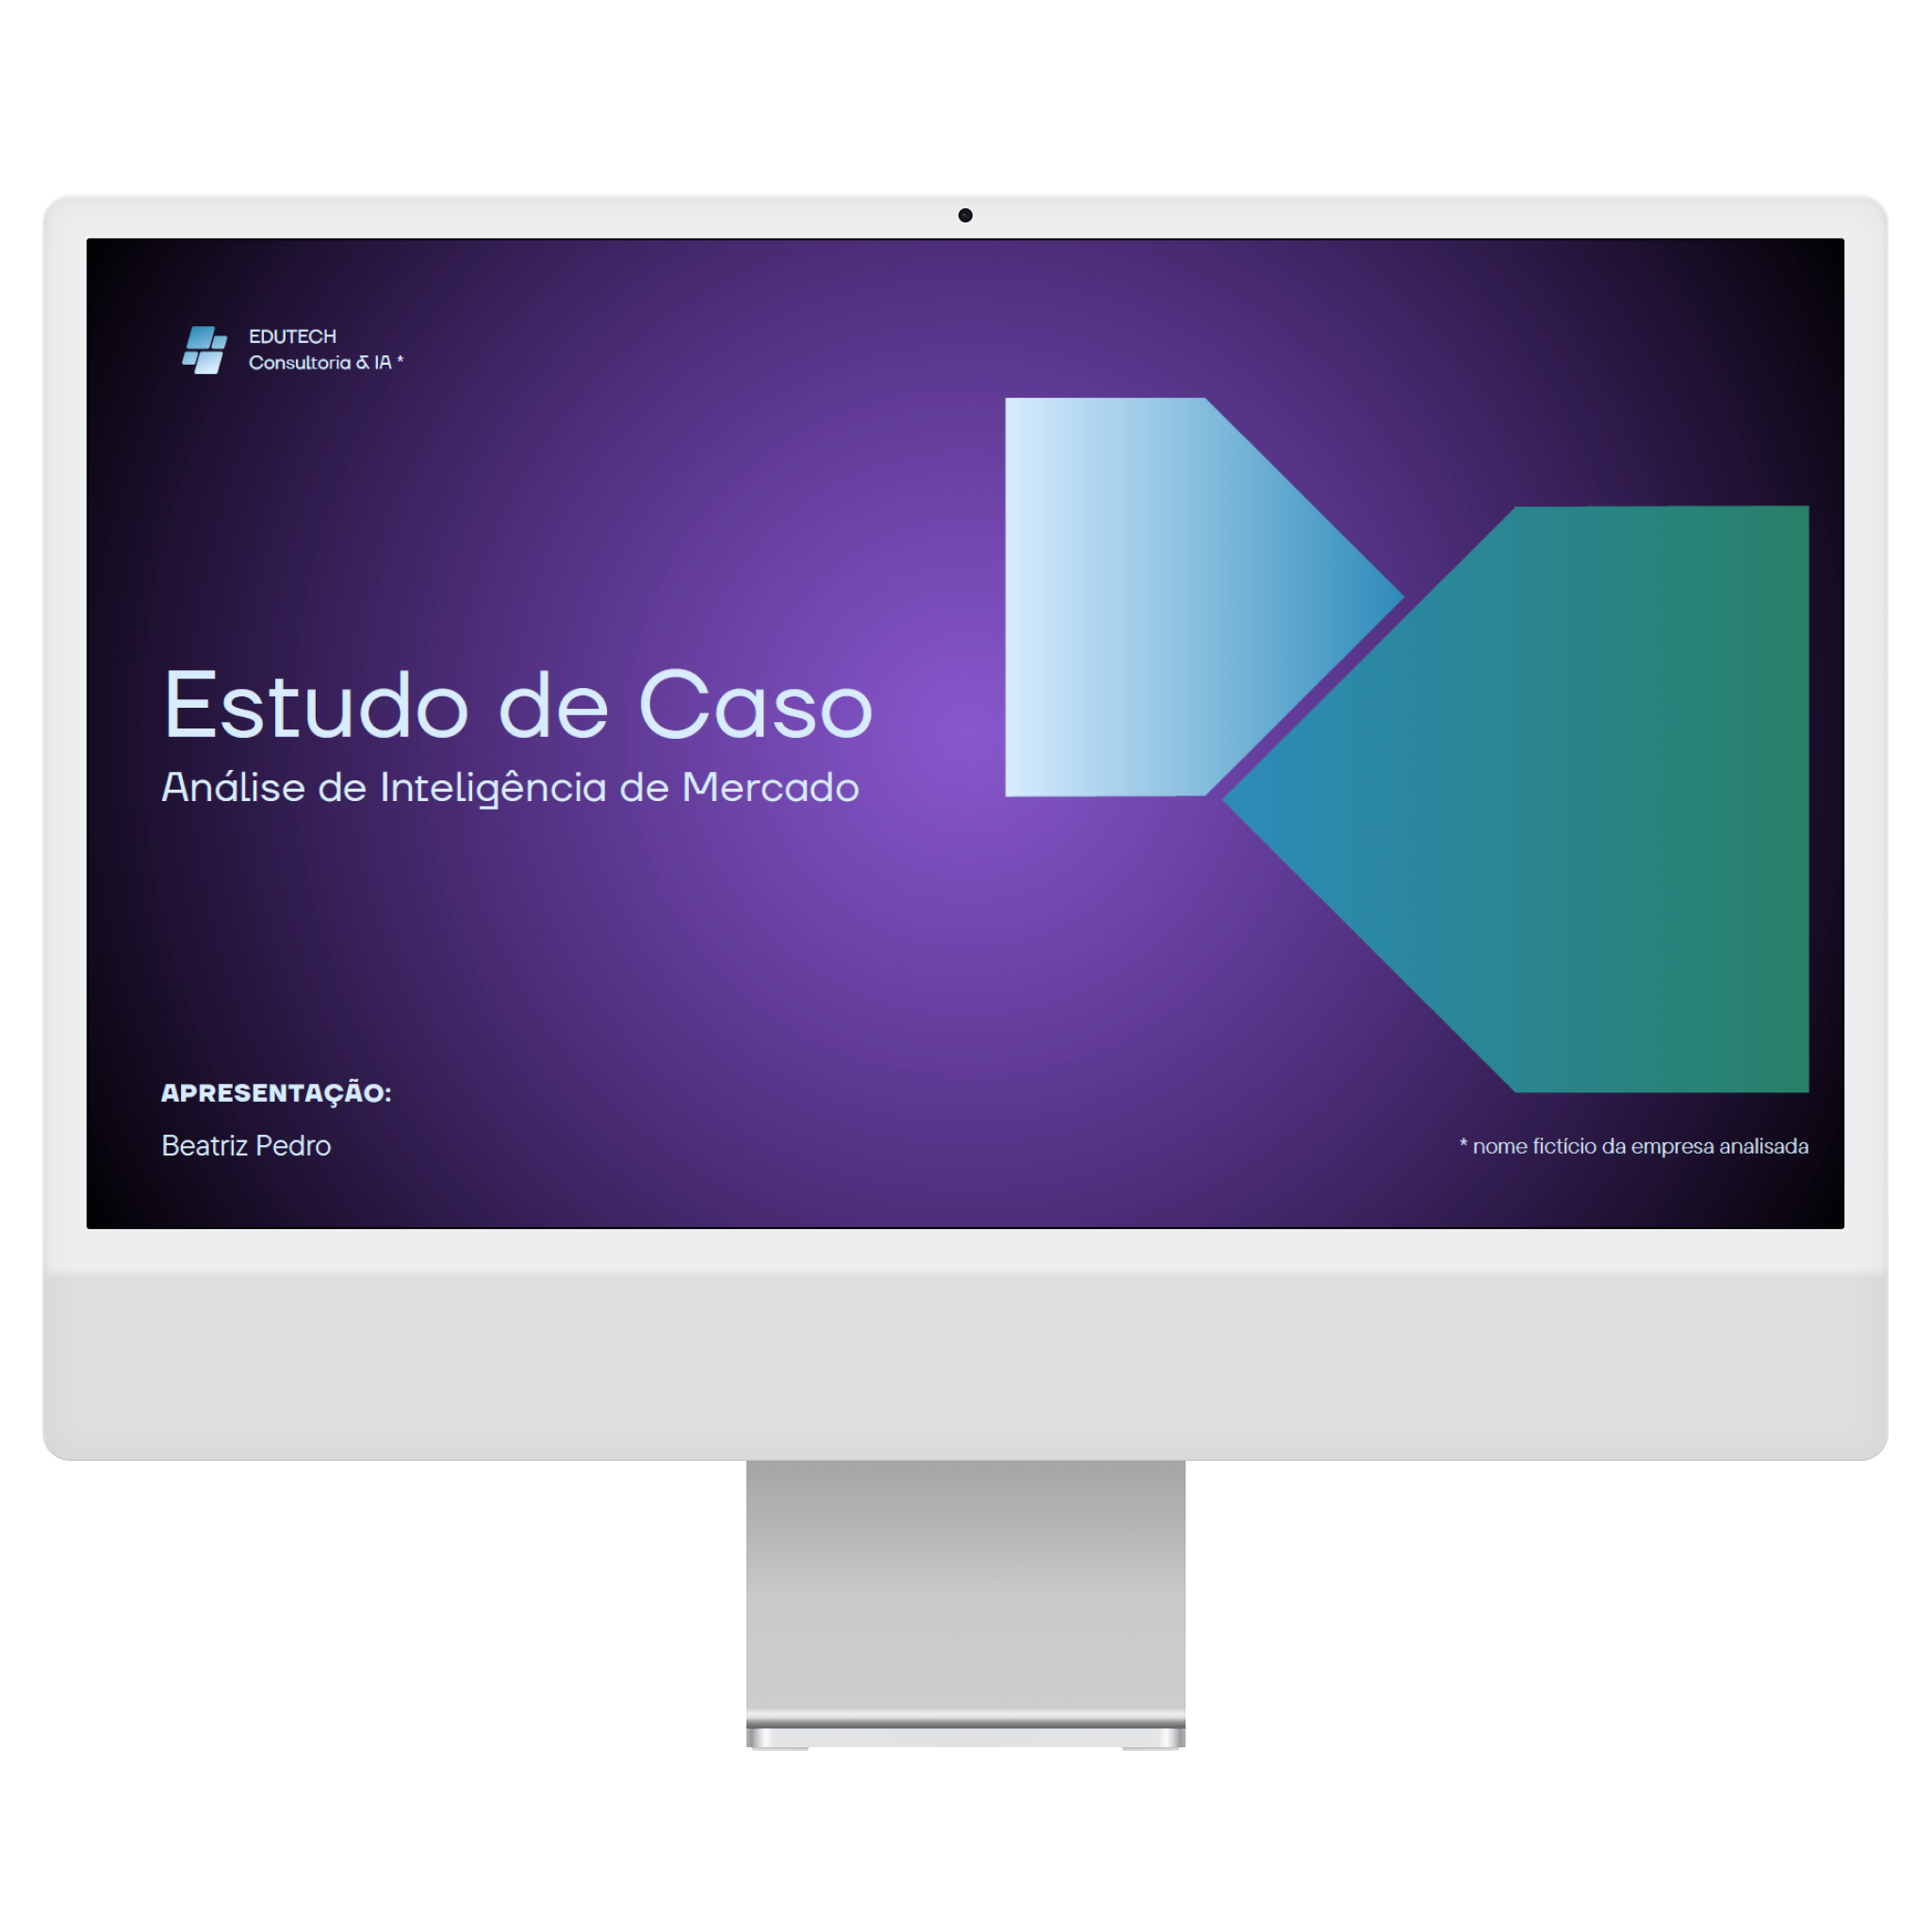 EDUTECH
Consultoria & IA *
Estudo de Caso
Análise de Inteligência de Mercado
APRESENTAÇÃO:
Beatriz Pedro
* nome fictício da empresa analisada